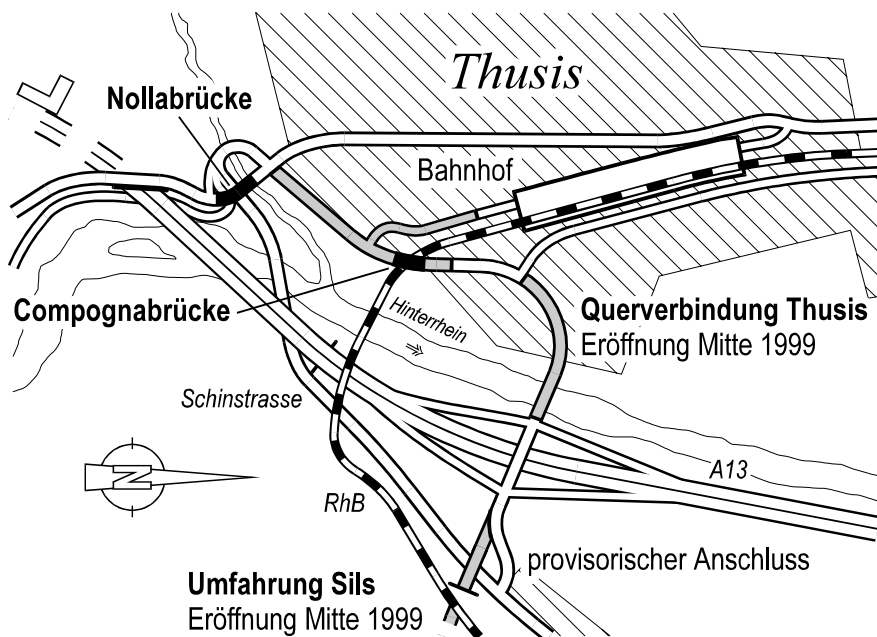 Thusis
Nollabrücke
Bahnhof
Compognabrücke
Hinterrhein
Querverbindung Thusis
Eröffnung Mitte 1999
Schinstrasse
A13
N
RhB
provisorischer Anschluss
Umfahrung Sils
Eröffnung Mitte 1999